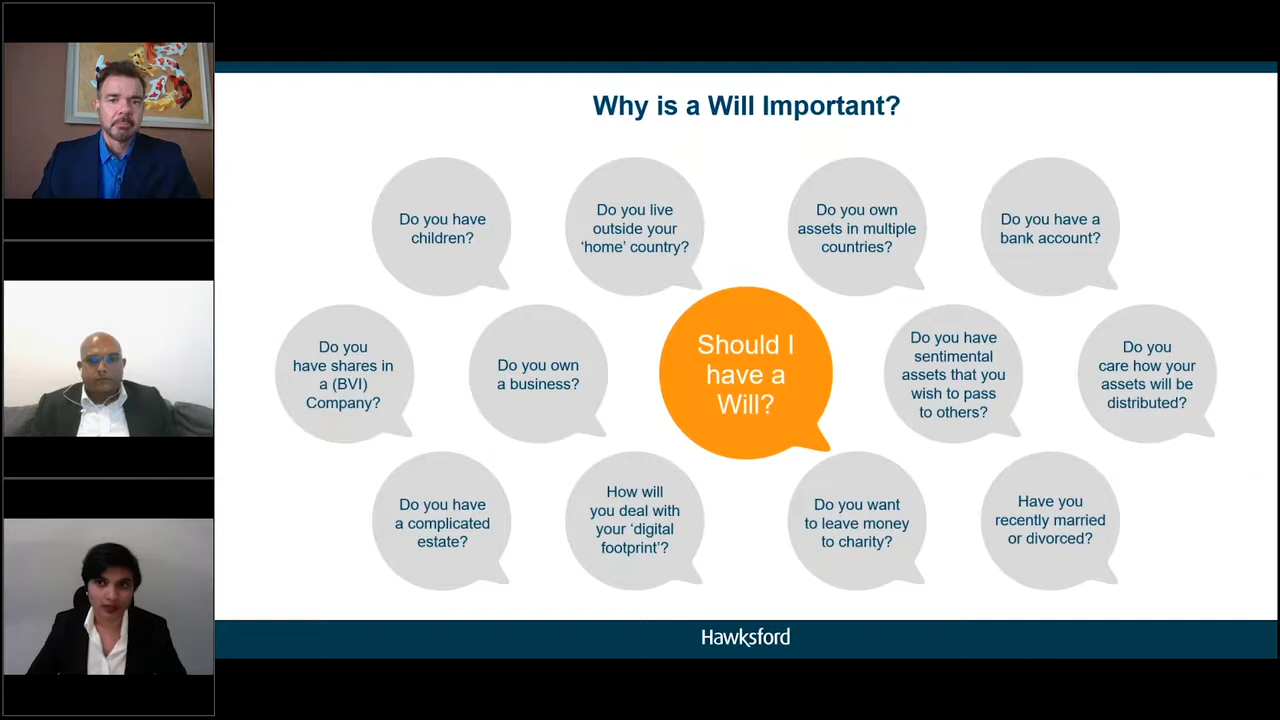 Why is a Will Important?
Do you have
children?
Do you live
outside your
‘home’ country?
Do you own
assets in multiple
countries?
Do you have a
bank account?
Do you
have shares in
a (BVI)
Company?
Do you own
a business?
Should I
have a
Will?
Do you have
sentimental
assets that you
wish to pass
to others?
Do you
care how your
assets will be
distributed?
Do you have
a complicated
estate?
How will
you deal with
your ‘digital
footprint’?
Do you want
to leave money
to charity?
Have you
recently married
or divorced?
Hawksford